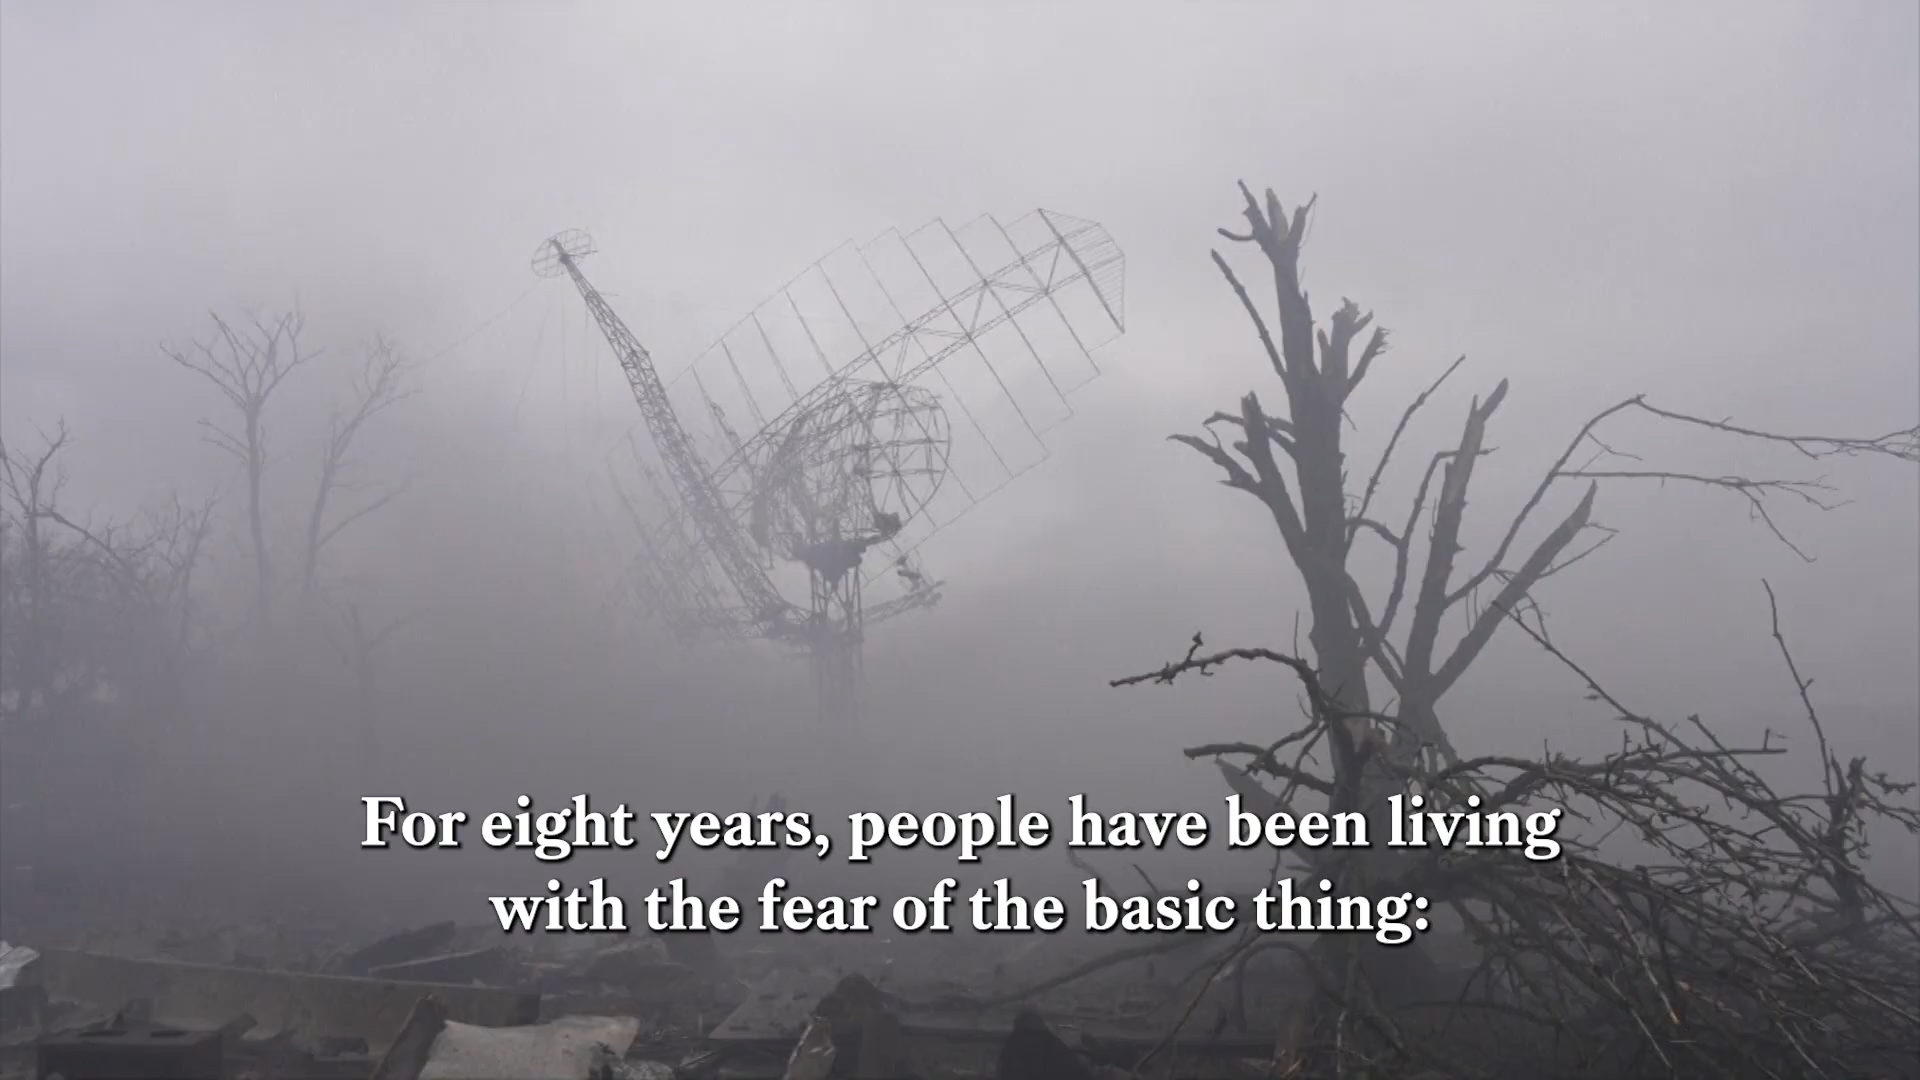 For eight years, people have been living
with the fear of the basic thing: